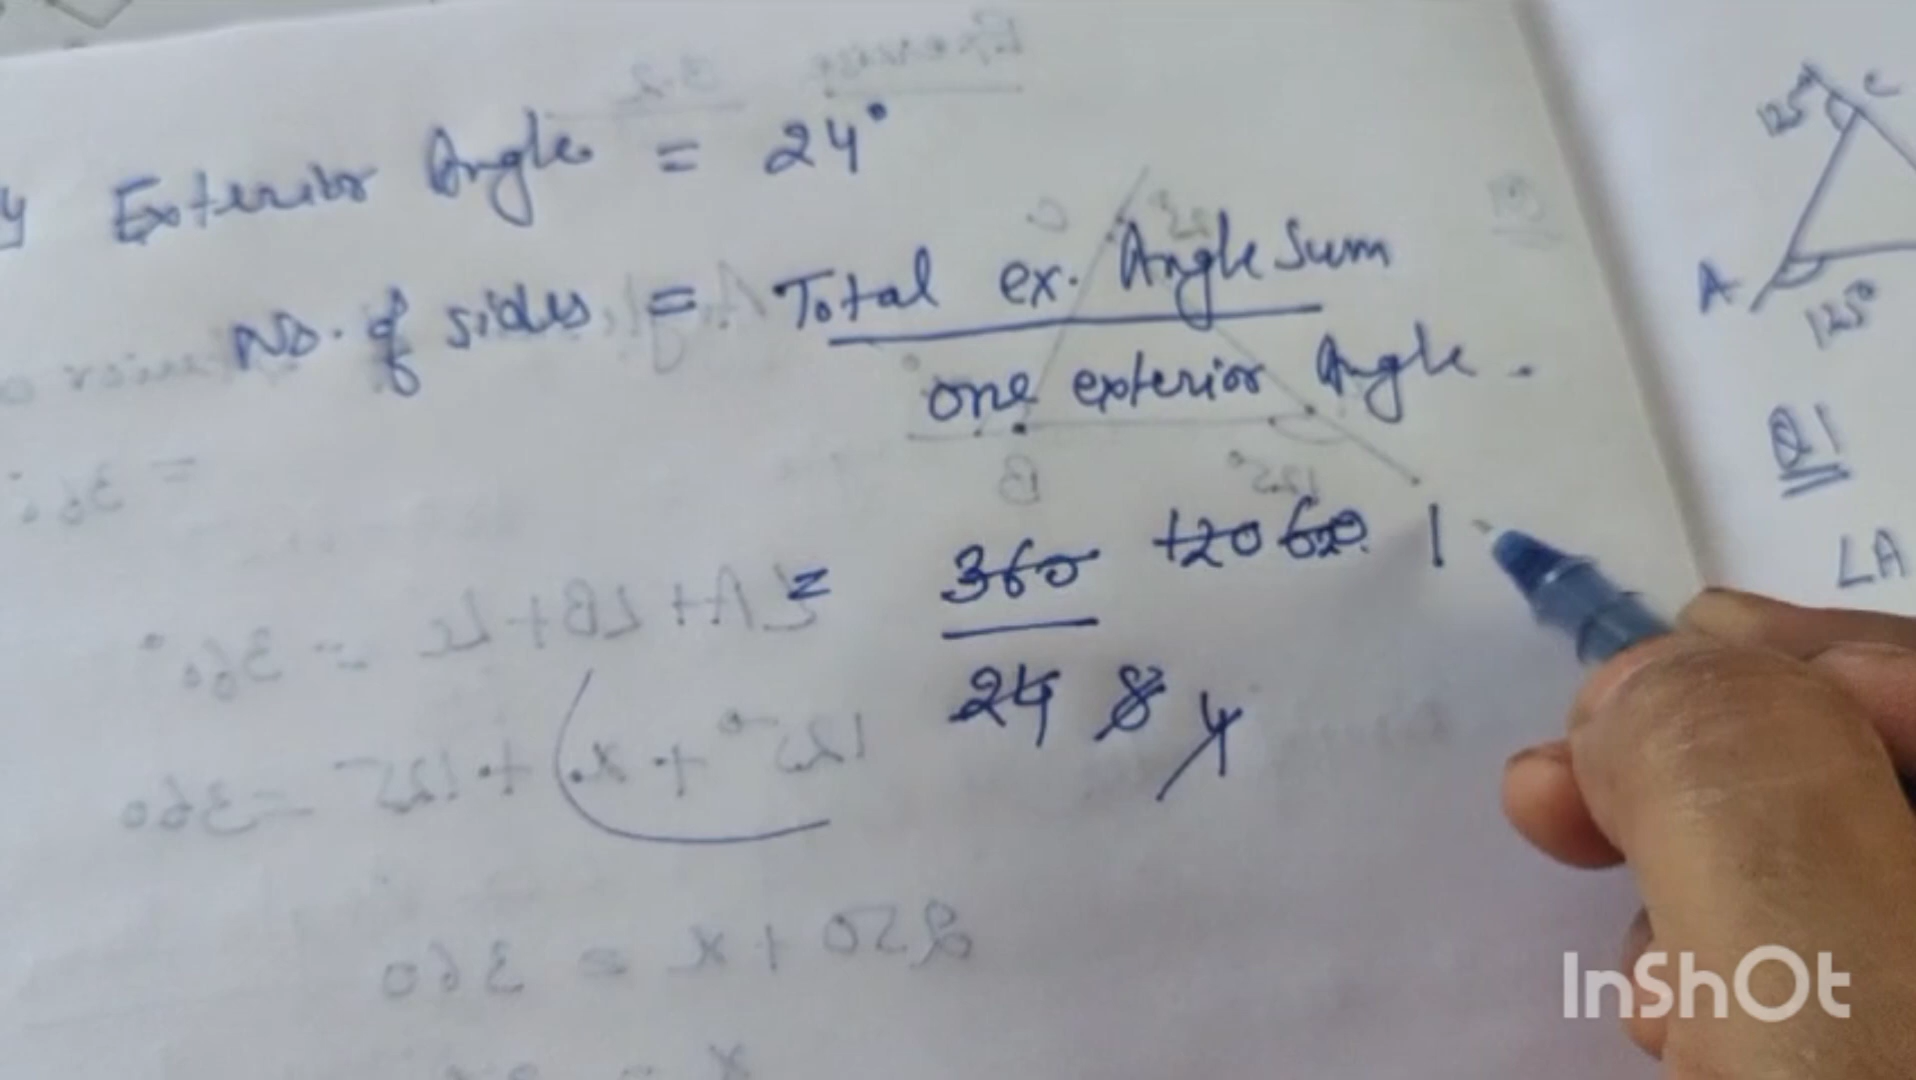 Exterior Angle = 24°
No. of sides = Total ex. Angle Sum
one exterior Angle.
= 360 120 60 1
24 8 4
C
125°
A
125°
Q1
∠A
InShOt